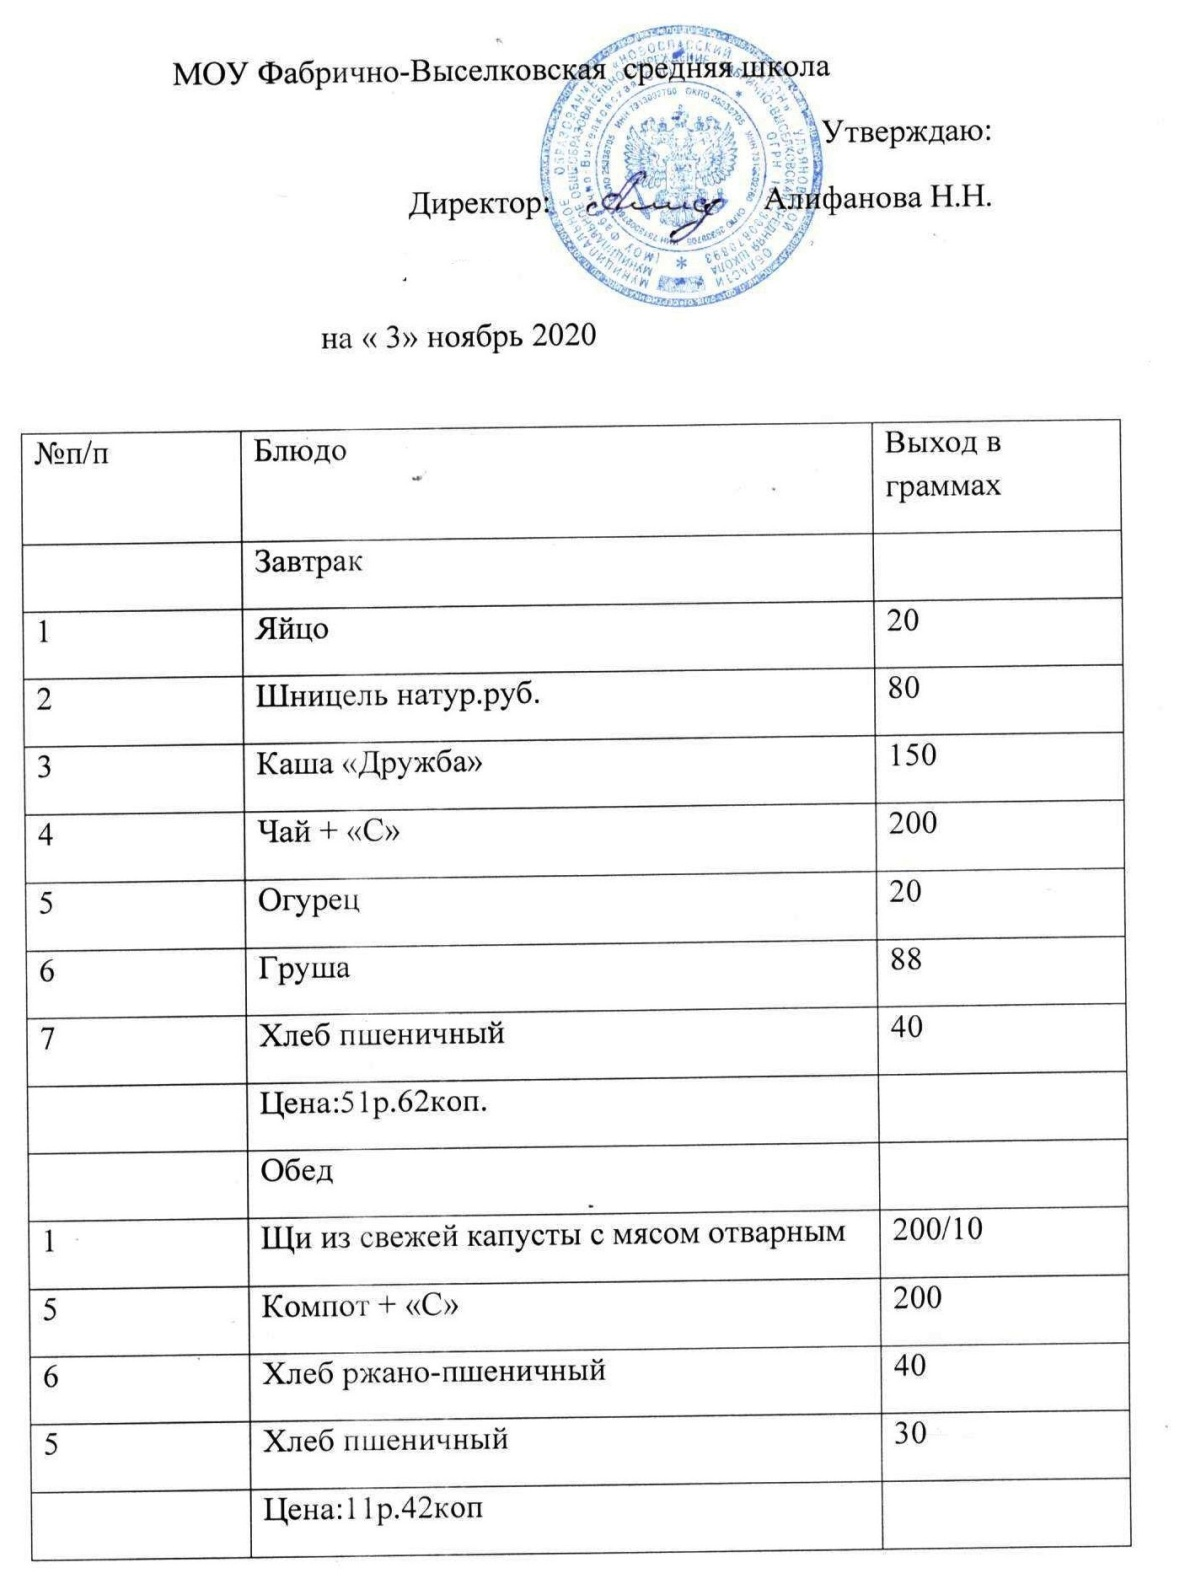 МОУ Фабрично-Выселковская средняя школа
Утверждаю:
Директор: Алифанова Н.Н.
на « 3» ноябрь 2020
№п/п Блюдо Выход в
граммах
Завтрак
1 Яйцо 20
2 Шницель натур.руб. 80
3 Каша «Дружба» 150
4 Чай + «С» 200
5 Огурец 20
6 Груша 88
7 Хлеб пшеничный 40
Цена:51р.62коп.
Обед
1 Щи из свежей капусты с мясом отварным 200/10
5 Компот + «С» 200
6 Хлеб ржано-пшеничный 40
5 Хлеб пшеничный 30
Цена:11р.42коп